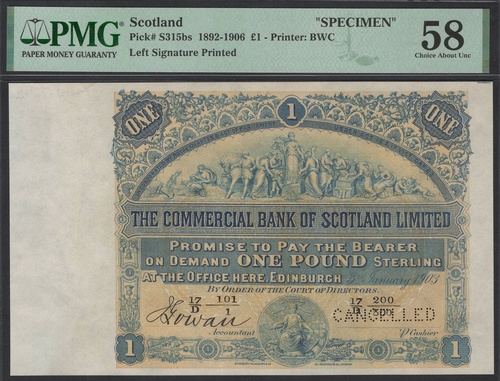 PMG
PAPER MONEY GUARANTY
Scotland "SPECIMEN"
Pick# S315bs 1892-1906 £1 - Printer: BWC
Left Signature Printed
58
Choice About Unc
ONE 1 ONE
THE COMMERCIAL BANK OF SCOTLAND LIMITED
PROMISE TO PAY THE BEARER
ON DEMAND ONE POUND STERLING
AT THE OFFICE HERE, EDINBURGH January 1903
BY ORDER OF THE COURT OF DIRECTORS.
17 101 17 200
D 1 D
CANCELLED
Accountant P Cashier
1 1